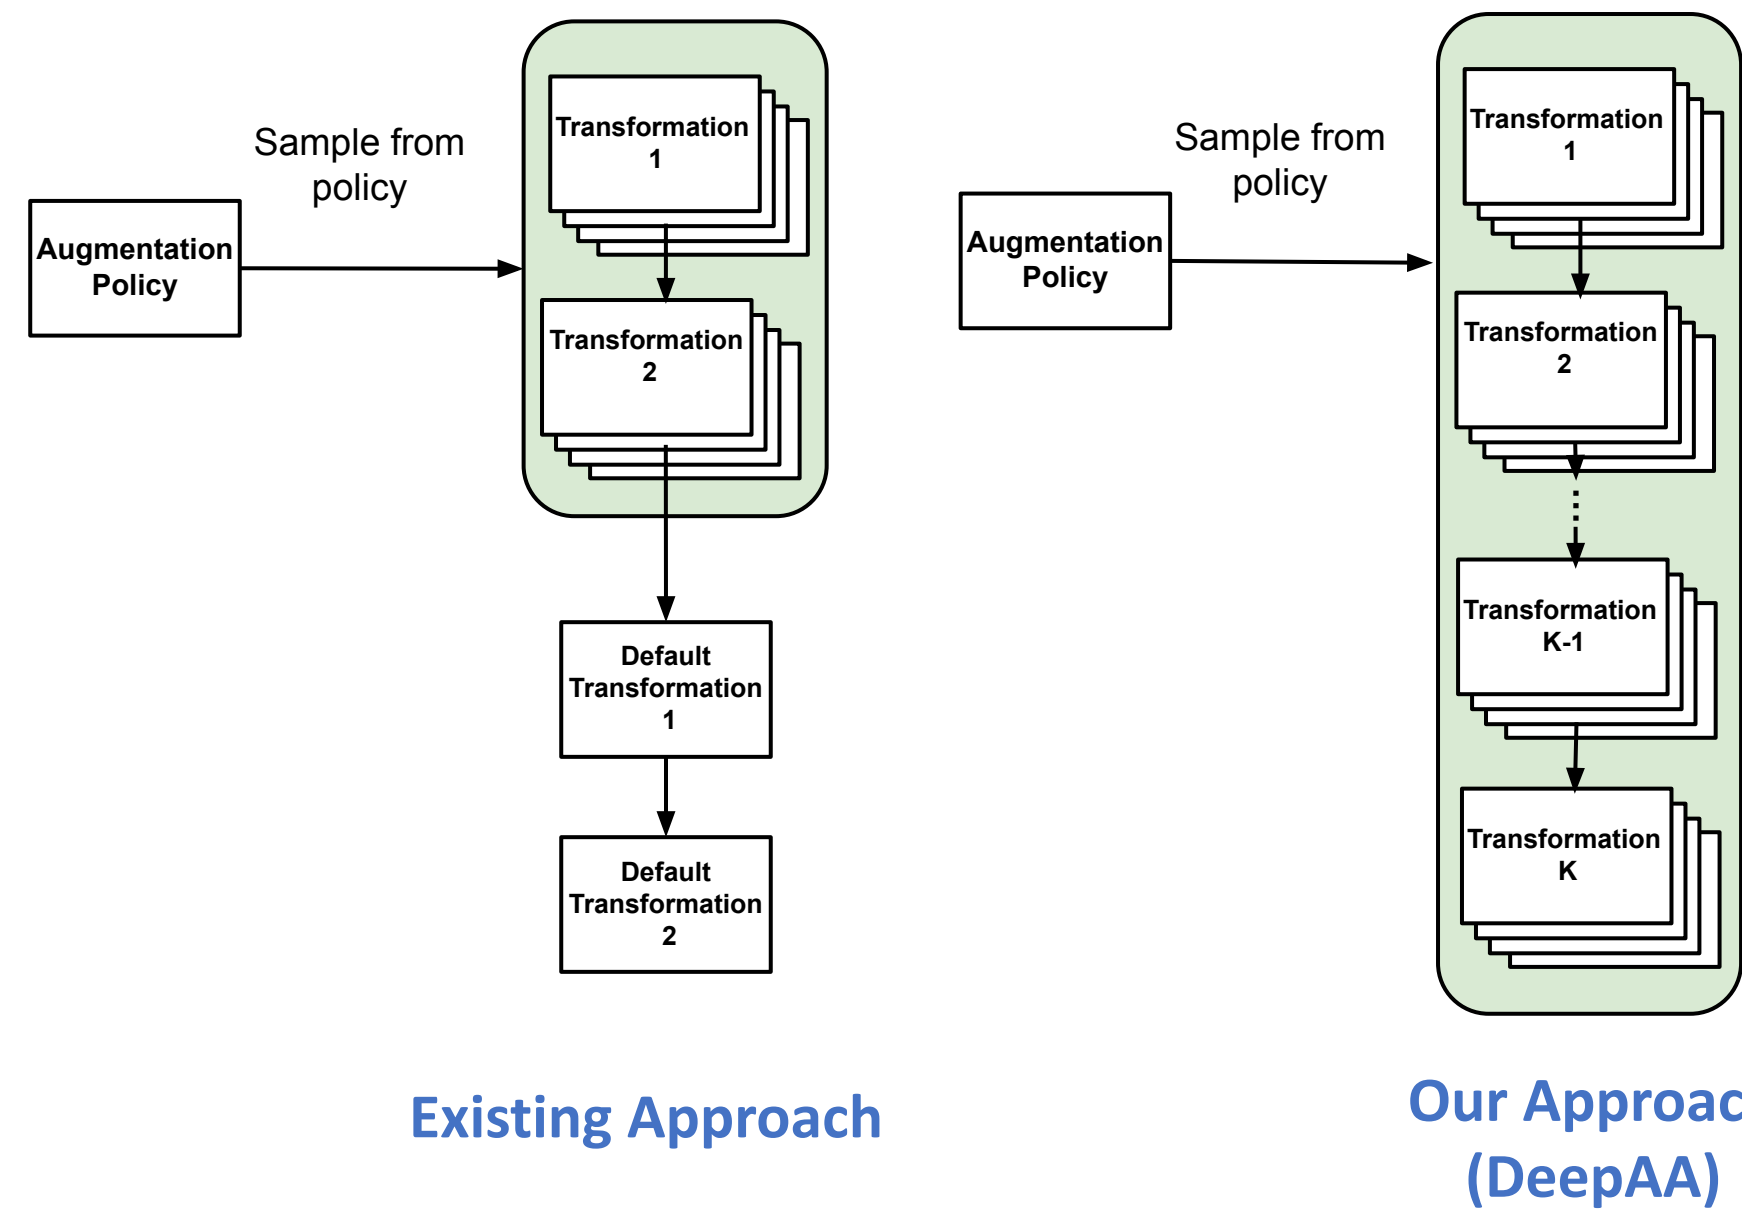 Sample from
policy
Augmentation
Policy
Transformation
1
Transformation
2
Default
Transformation
1
Default
Transformation
2
Existing Approach
Sample from
policy
Augmentation
Policy
Transformation
1
Transformation
2
Transformation
K-1
Transformation
K
Our Approac
(DeepAA)